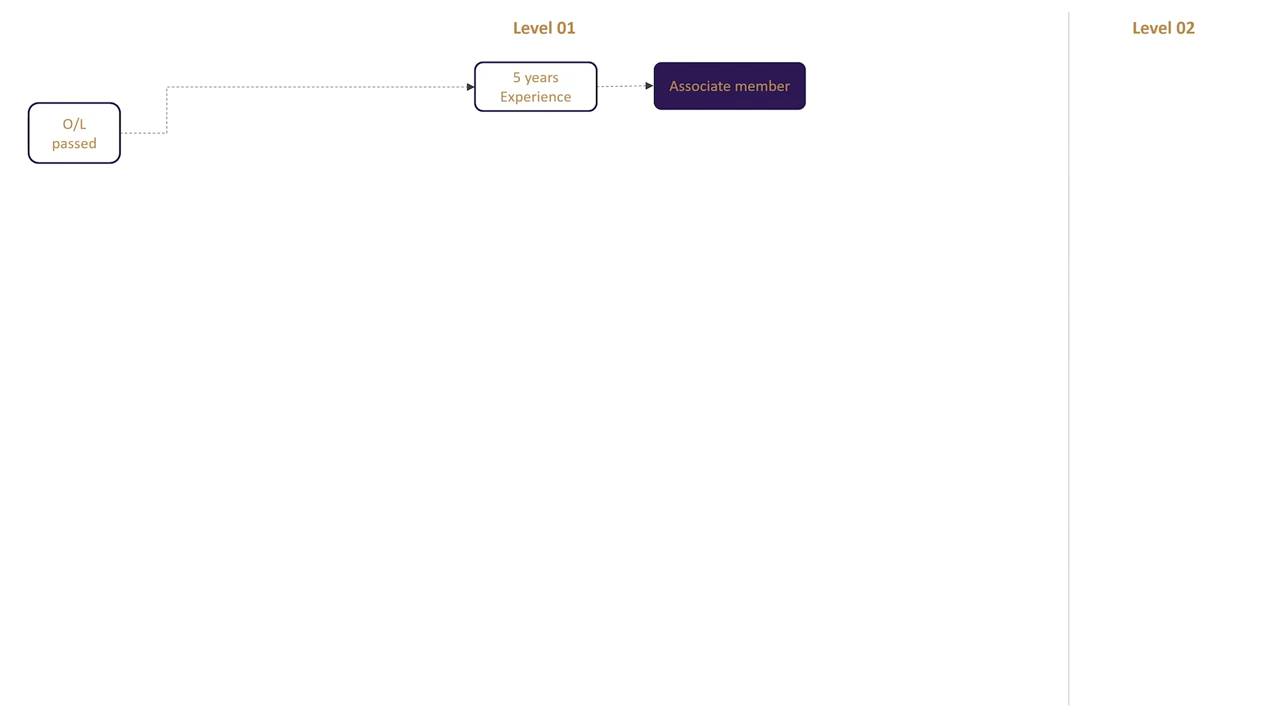 Level 01
Level 02
5 years
Experience
Associate member
O/L
passed